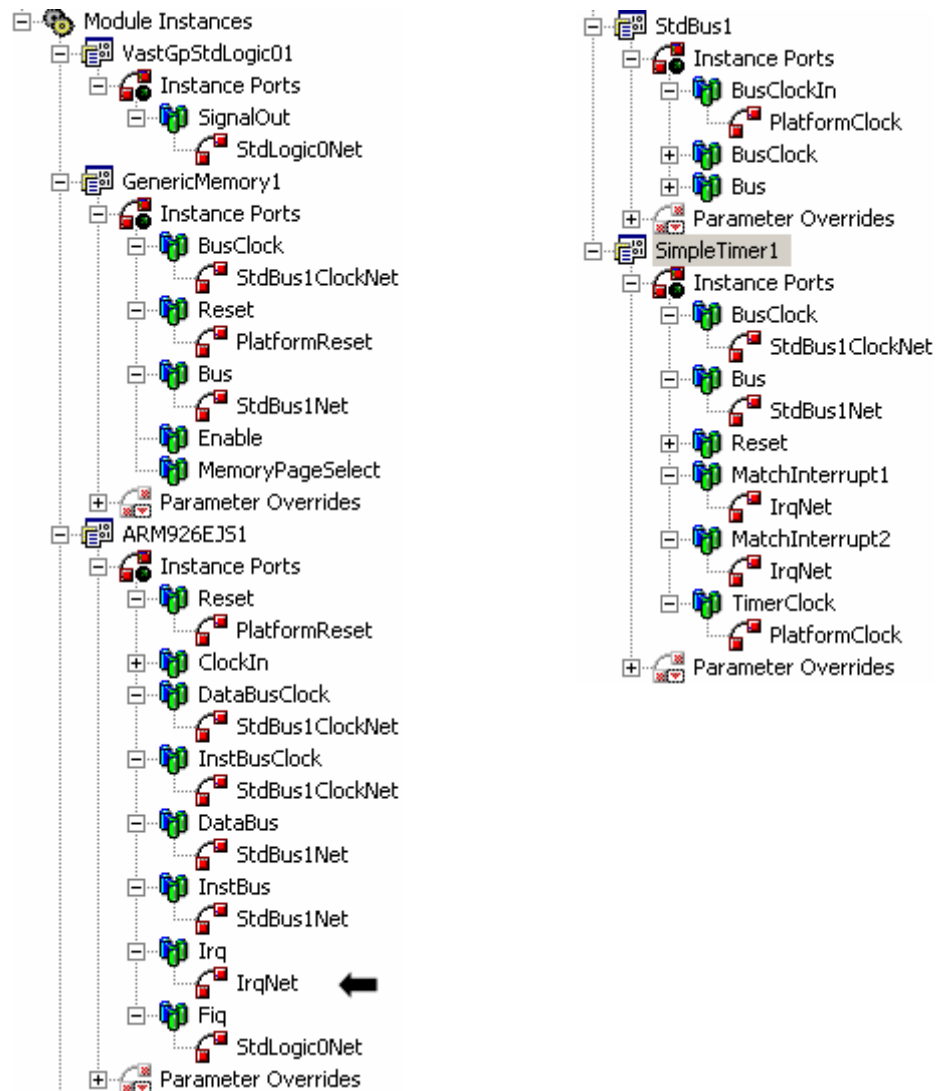 Module Instances
VastGpStdLogic01
Instance Ports
SignalOut
StdLogic0Net
GenericMemory1
Instance Ports
BusClock
StdBus1ClockNet
Reset
PlatformReset
Bus
StdBus1Net
Enable
MemoryPageSelect
Parameter Overrides
ARM926EJS1
Instance Ports
Reset
PlatformReset
ClockIn
DataBusClock
StdBus1ClockNet
InstBusClock
StdBus1ClockNet
DataBus
StdBus1Net
InstBus
StdBus1Net
Irq
IrqNet
Fiq
StdLogic0Net
Parameter Overrides
StdBus1
Instance Ports
BusClockIn
PlatformClock
BusClock
Bus
Parameter Overrides
SimpleTimer1
Instance Ports
BusClock
StdBus1ClockNet
Bus
StdBus1Net
Reset
MatchInterrupt1
IrqNet
MatchInterrupt2
IrqNet
TimerClock
PlatformClock
Parameter Overrides